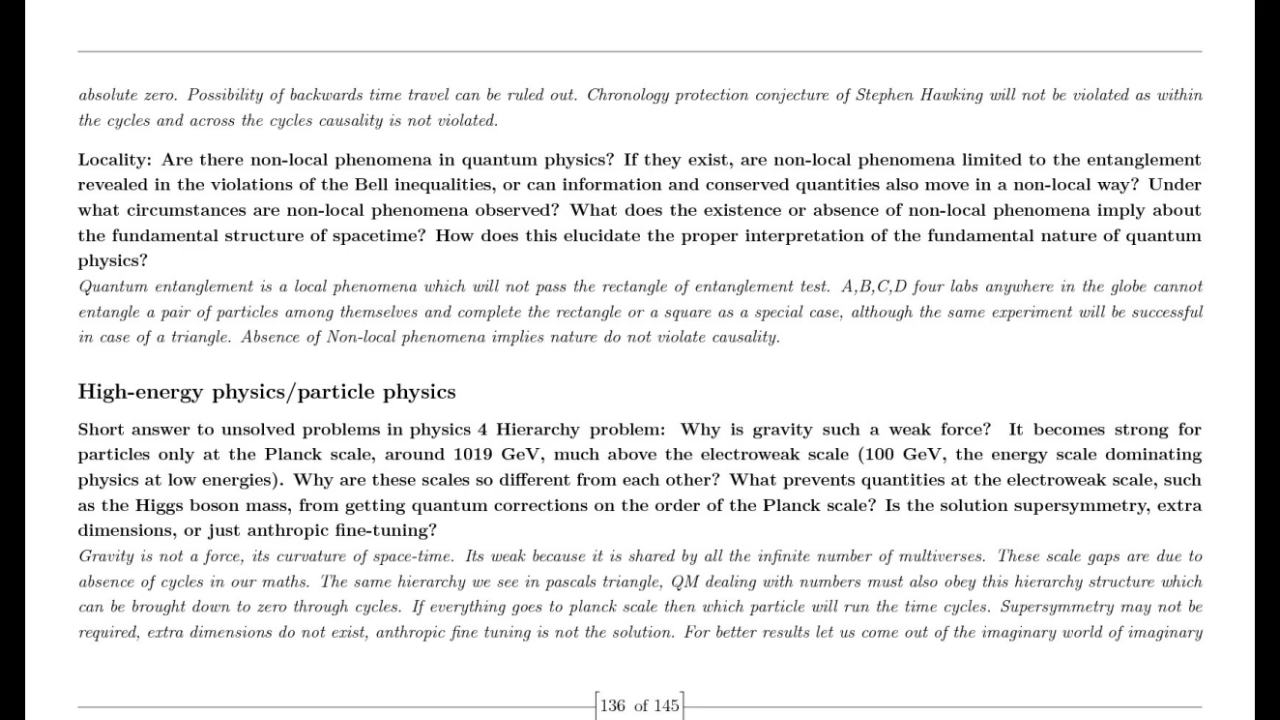 absolute zero. Possibility of backwards time travel can be ruled out. Chronology protection conjecture of Stephen Hawking will not be violated as within
the cycles and across the cycles causality is not violated.
Locality: Are there non-local phenomena in quantum physics? If they exist, are non-local phenomena limited to the entanglement
revealed in the violations of the Bell inequalities, or can information and conserved quantities also move in a non-local way? Under
what circumstances are non-local phenomena observed? What does the existence or absence of non-local phenomena imply about
the fundamental structure of spacetime? How does this elucidate the proper interpretation of the fundamental nature of quantum
physics?
Quantum entanglement is a local phenomena which will not pass the rectangle of entanglement test. A,B,C,D four labs anywhere in the globe cannot
entangle a pair of particles among themselves and complete the rectangle or a square as a special case, although the same experiment will be successful
in case of a triangle. Absence of Non-local phenomena implies nature do not violate causality.
High-energy physics/particle physics
Short answer to unsolved problems in physics 4 Hierarchy problem: Why is gravity such a weak force? It becomes strong for
particles only at the Planck scale, around 1019 GeV, much above the electroweak scale (100 GeV, the energy scale dominating
physics at low energies). Why are these scales so different from each other? What prevents quantities at the electroweak scale, such
as the Higgs boson mass, from getting quantum corrections on the order of the Planck scale? Is the solution supersymmetry, extra
dimensions, or just anthropic fine-tuning?
Gravity is not a force, its curvature of space-time. Its weak because it is shared by all the infinite number of multiverses. These scale gaps are due to
absence of cycles in our maths. The same hierarchy we see in pascals triangle, QM dealing with numbers must also obey this hierarchy structure which
can be brought down to zero through cycles. If everything goes to planck scale then which particle will run the time cycles. Supersymmetry may not be
required, extra dimensions do not exist, anthropic fine tuning is not the solution. For better results let us come out of the imaginary world of imaginary
136 of 145